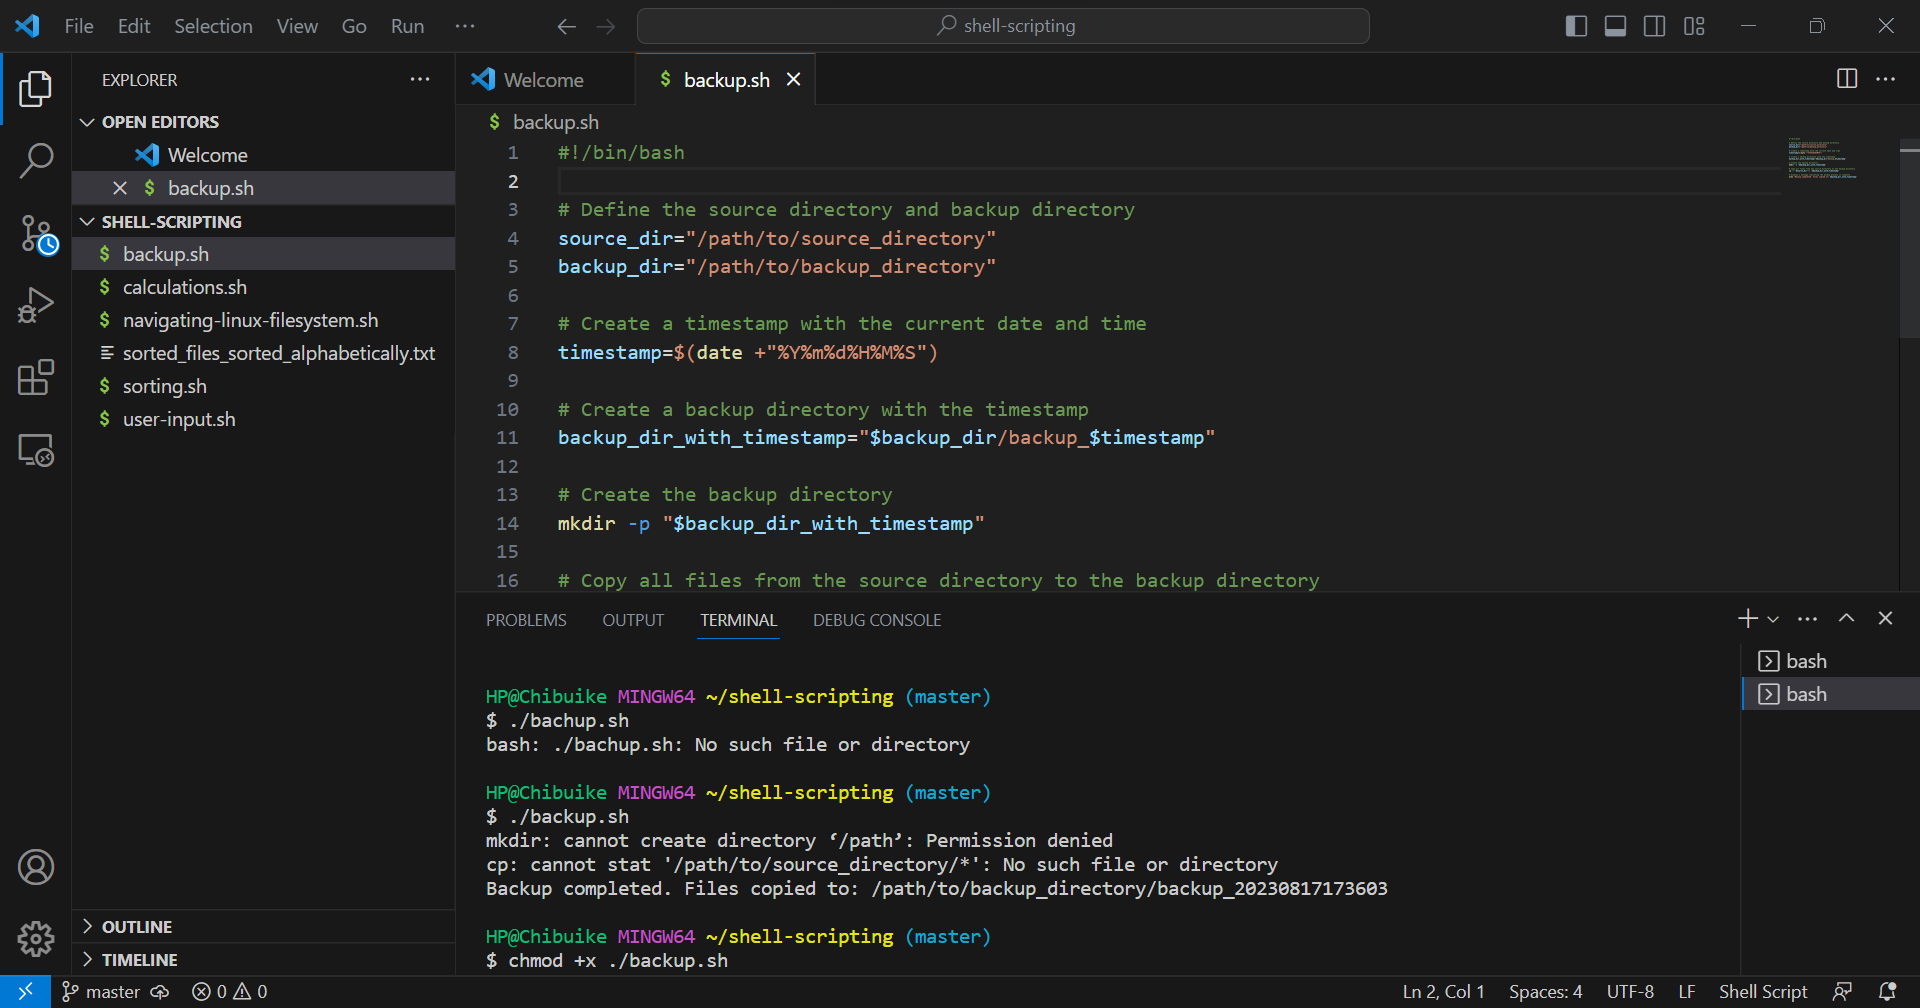 File Edit Selection View Go Run ··· shell-scripting
EXPLORER ···
OPEN EDITORS
Welcome
$ backup.sh
SHELL-SCRIPTING
$ backup.sh
$ calculations.sh
$ navigating-linux-filesystem.sh
sorted_files_sorted_alphabetically.txt
$ sorting.sh
$ user-input.sh
OUTLINE
TIMELINE
Welcome $ backup.sh
$ backup.sh
1 #!/bin/bash
2
3 # Define the source directory and backup directory
4 source_dir="/path/to/source_directory"
5 backup_dir="/path/to/backup_directory"
6
7 # Create a timestamp with the current date and time
8 timestamp=$(date +"%Y%m%d%H%M%S")
9
10 # Create a backup directory with the timestamp
11 backup_dir_with_timestamp="$backup_dir/backup_$timestamp"
12
13 # Create the backup directory
14 mkdir -p "$backup_dir_with_timestamp"
15
16 # Copy all files from the source directory to the backup directory
PROBLEMS OUTPUT TERMINAL DEBUG CONSOLE
HP@Chibuike MINGW64 ~/shell-scripting (master)
$ ./bachup.sh
bash: ./bachup.sh: No such file or directory
HP@Chibuike MINGW64 ~/shell-scripting (master)
$ ./backup.sh
mkdir: cannot create directory ‘/path’: Permission denied
cp: cannot stat '/path/to/source_directory/*': No such file or directory
Backup completed. Files copied to: /path/to/backup_directory/backup_20230817173603
HP@Chibuike MINGW64 ~/shell-scripting (master)
$ chmod +x ./backup.sh
bash
bash
master 0 0 Ln 2, Col 1 Spaces: 4 UTF-8 LF Shell Script